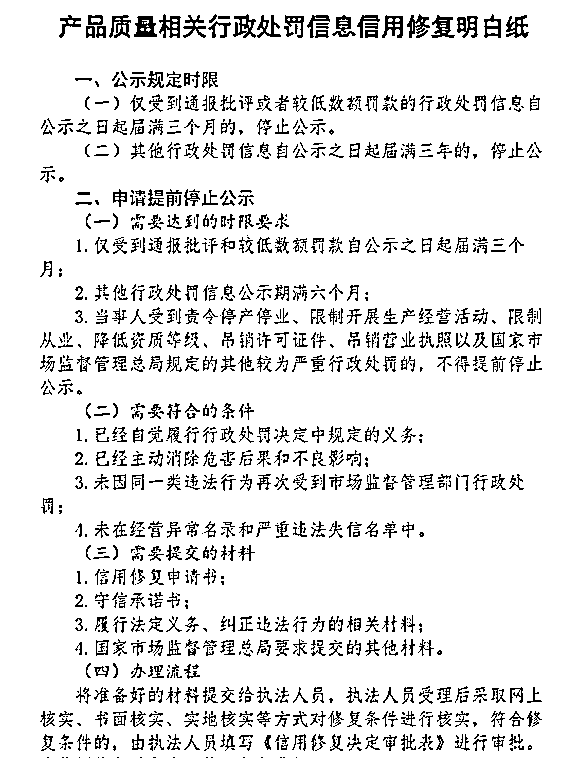 产品质量相关行政处罚信息信用修复明白纸
一、公示规定时限
（一）仅受到通报批评或者较低数额罚款的行政处罚信息自
公示之日起届满三个月的，停止公示。
（二）其他行政处罚信息自公示之日起届满三年的，停止公
示。
二、申请提前停止公示
（一）需要达到的时限要求
1.仅受到通报批评和较低数额罚款自公示之日起届满三个
月；
2.其他行政处罚信息公示期满六个月；
3.当事人受到责令停产停业、限制开展生产经营活动、限制
从业、降低资质等级、吊销许可证件、吊销营业执照以及国家市
场监督管理总局规定的其他较为严重行政处罚的，不得提前停止
公示。
（二）需要符合的条件
1.已经自觉履行行政处罚决定中规定的义务；
2.已经主动消除危害后果和不良影响；
3.未因同一类违法行为再次受到市场监督管理部门行政处
罚；
4.未在经营异常名录和严重违法失信名单中。
（三）需要提交的材料
1.信用修复申请书；
2.守信承诺书；
3.履行法定义务、纠正违法行为的相关材料；
4.国家市场监督管理总局要求提交的其他材料。
（四）办理流程
将准备好的材料提交给执法人员，执法人员受理后采取网上
核实、书面核实、实地核实等方式对修复条件进行核实，符合修
复条件的，由执法人员填写《信用修复决定审批表》进行审批。